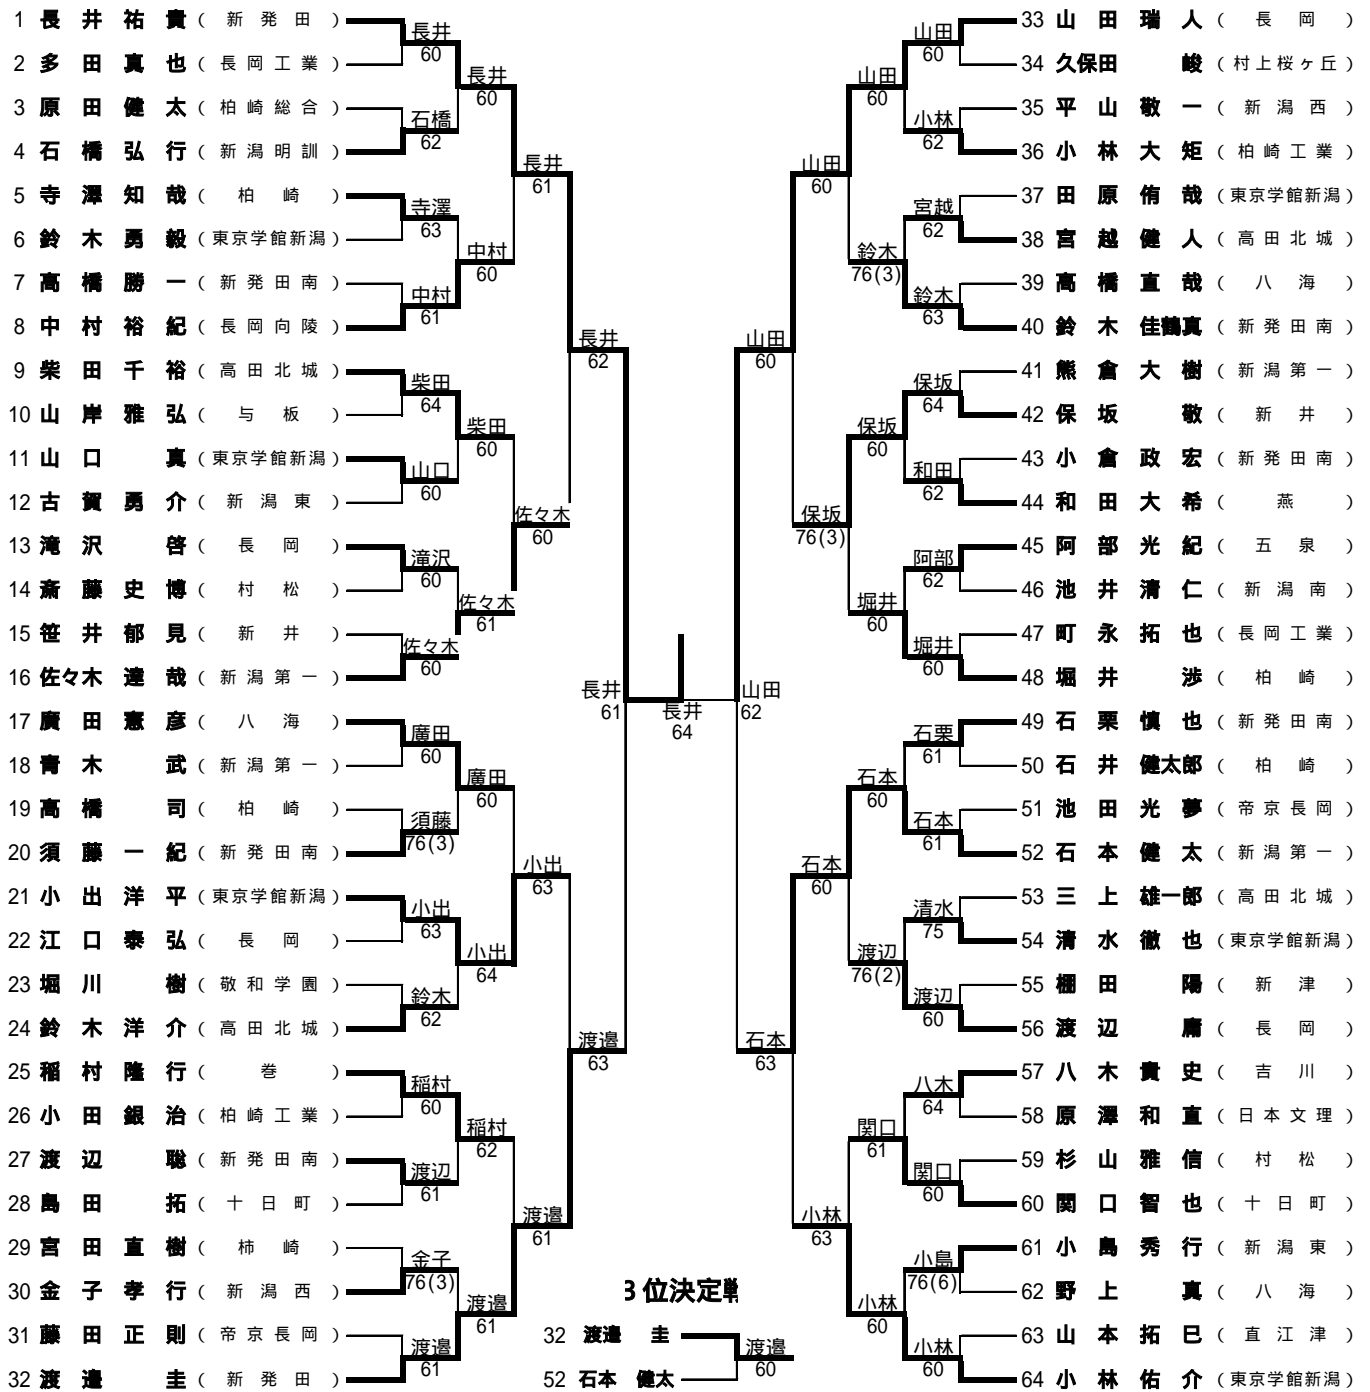 1 長井祐貴 (新発田)
2 多田真也 (長岡工業)
3 原田健太 (柏崎総合)
4 石橋弘行 (新潟明訓)
5 寺澤知哉 (柏崎)
6 鈴木勇毅 (東京学館新潟)
7 高橋勝一 (新発田南)
8 中村裕紀 (長岡向陵)
9 柴田千裕 (高田北城)
10 山岸雅弘 (与板)
11 山口真 (東京学館新潟)
12 古賀勇介 (新潟東)
13 滝沢啓 (長岡)
14 斎藤史博 (村松)
15 笹井郁見 (新井)
16 佐々木達哉 (新潟第一)
17 廣田憲彦 (八海)
18 青木武 (新潟第一)
19 高橋司 (柏崎)
20 須藤一紀 (新発田南)
21 小出洋平 (東京学館新潟)
22 江口泰弘 (長岡)
23 堀川樹 (敬和学園)
24 鈴木洋介 (高田北城)
25 稲村隆行 (巻)
26 小田銀治 (柏崎工業)
27 渡辺聡 (新発田南)
28 島田拓 (十日町)
29 宮田直樹 (柿崎)
30 金子孝行 (新潟西)
31 藤田正則 (帝京長岡)
32 渡邉圭 (新発田)
長井
60
石橋
62
寺澤
63
中村
61
柴田
64
山口
60
滝沢
60
佐々木
60
廣田
60
須藤
76(3)
小出
63
鈴木
62
稲村
60
渡辺
61
金子
76(3)
渡邉
61
長井
60
中村
60
柴田
60
佐々木
61
廣田
60
小出
64
稲村
62
渡邉
61
長井
61
佐々木
60
小出
63
渡邉
61
長井
62
渡邉
63
長井
61
長井
64
山田
62
山田
60
石本
63
山田
60
保坂
76(3)
石本
60
小林
63
山田
60
鈴木
76(3)
保坂
60
堀井
60
石本
60
渡辺
76(2)
関口
61
小林
60
山田
60
小林
62
宮越
62
鈴木
63
保坂
64
和田
62
阿部
62
堀井
60
石栗
61
石本
61
清水
75
渡辺
60
八木
64
関口
60
小島
76(6)
小林
60
33 山田瑞人 (長岡)
34 久保田峻 (村上桜ヶ丘)
35 平山敬一 (新潟西)
36 小林大矩 (柏崎工業)
37 田原侑哉 (東京学館新潟)
38 宮越健人 (高田北城)
39 高橋直哉 (八海)
40 鈴木佳鶴真 (新発田南)
41 熊倉大樹 (新潟第一)
42 保坂敬 (新井)
43 小倉政宏 (新発田南)
44 和田大希 (燕)
45 阿部光紀 (五泉)
46 池井清仁 (新潟南)
47 町永拓也 (長岡工業)
48 堀井渉 (柏崎)
49 石栗慎也 (新発田南)
50 石井健太郎 (柏崎)
51 池田光夢 (帝京長岡)
52 石本健太 (新潟第一)
53 三上雄一郎 (高田北城)
54 清水徹也 (東京学館新潟)
55 棚田陽 (新津)
56 渡辺庸 (長岡)
57 八木貴史 (吉川)
58 原澤和直 (日本文理)
59 杉山雅信 (村松)
60 関口智也 (十日町)
61 小島秀行 (新潟東)
62 野上真 (八海)
63 山本拓巳 (直江津)
64 小林佑介 (東京学館新潟)
3位決定戦
32 渡邉 圭
52 石本 健太
渡邉
60